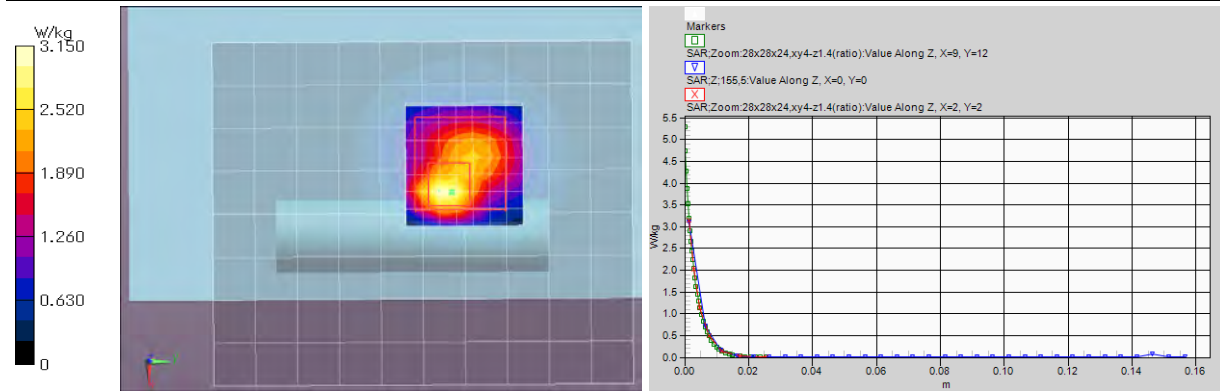 W/kg
3.150
2.520
1.890
1.260
0.630
0
Markers
SAR;Zoom:28x28x24,xy4-z1.4(ratio):Value Along Z, X=9, Y=12
SAR;Z;155,5:Value Along Z, X=0, Y=0
SAR;Zoom:28x28x24,xy4-z1.4(ratio):Value Along Z, X=2, Y=2
5.5
5.0
4.5
4.0
3.5
3.0
2.5
2.0
1.5
1.0
0.5
0.0
W/kg
0.00 0.02 0.04 0.06 0.08 0.10 0.12 0.14 0.16
m